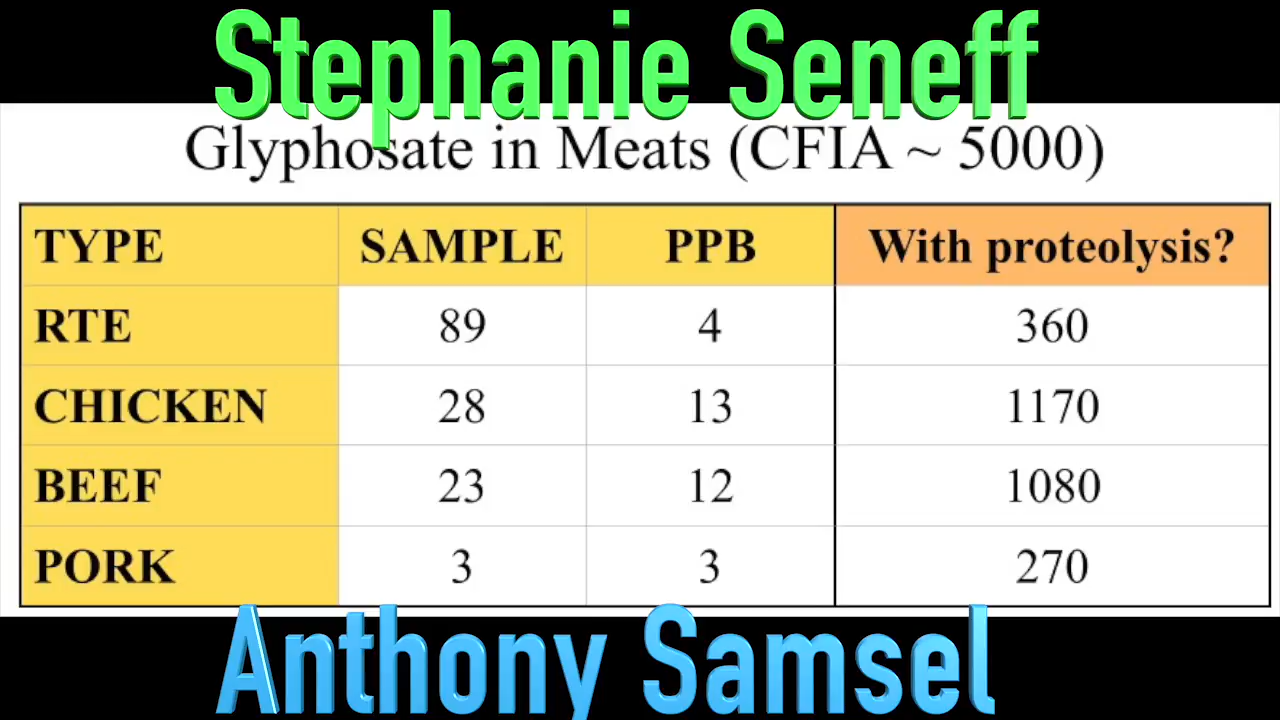 Stephanie Seneff
Glyphosate in Meats (CFIA ~ 5000)
TYPE SAMPLE PPB With proteolysis?
RTE 89 4 360
CHICKEN 28 13 1170
BEEF 23 12 1080
PORK 3 3 270
Anthony Samsel